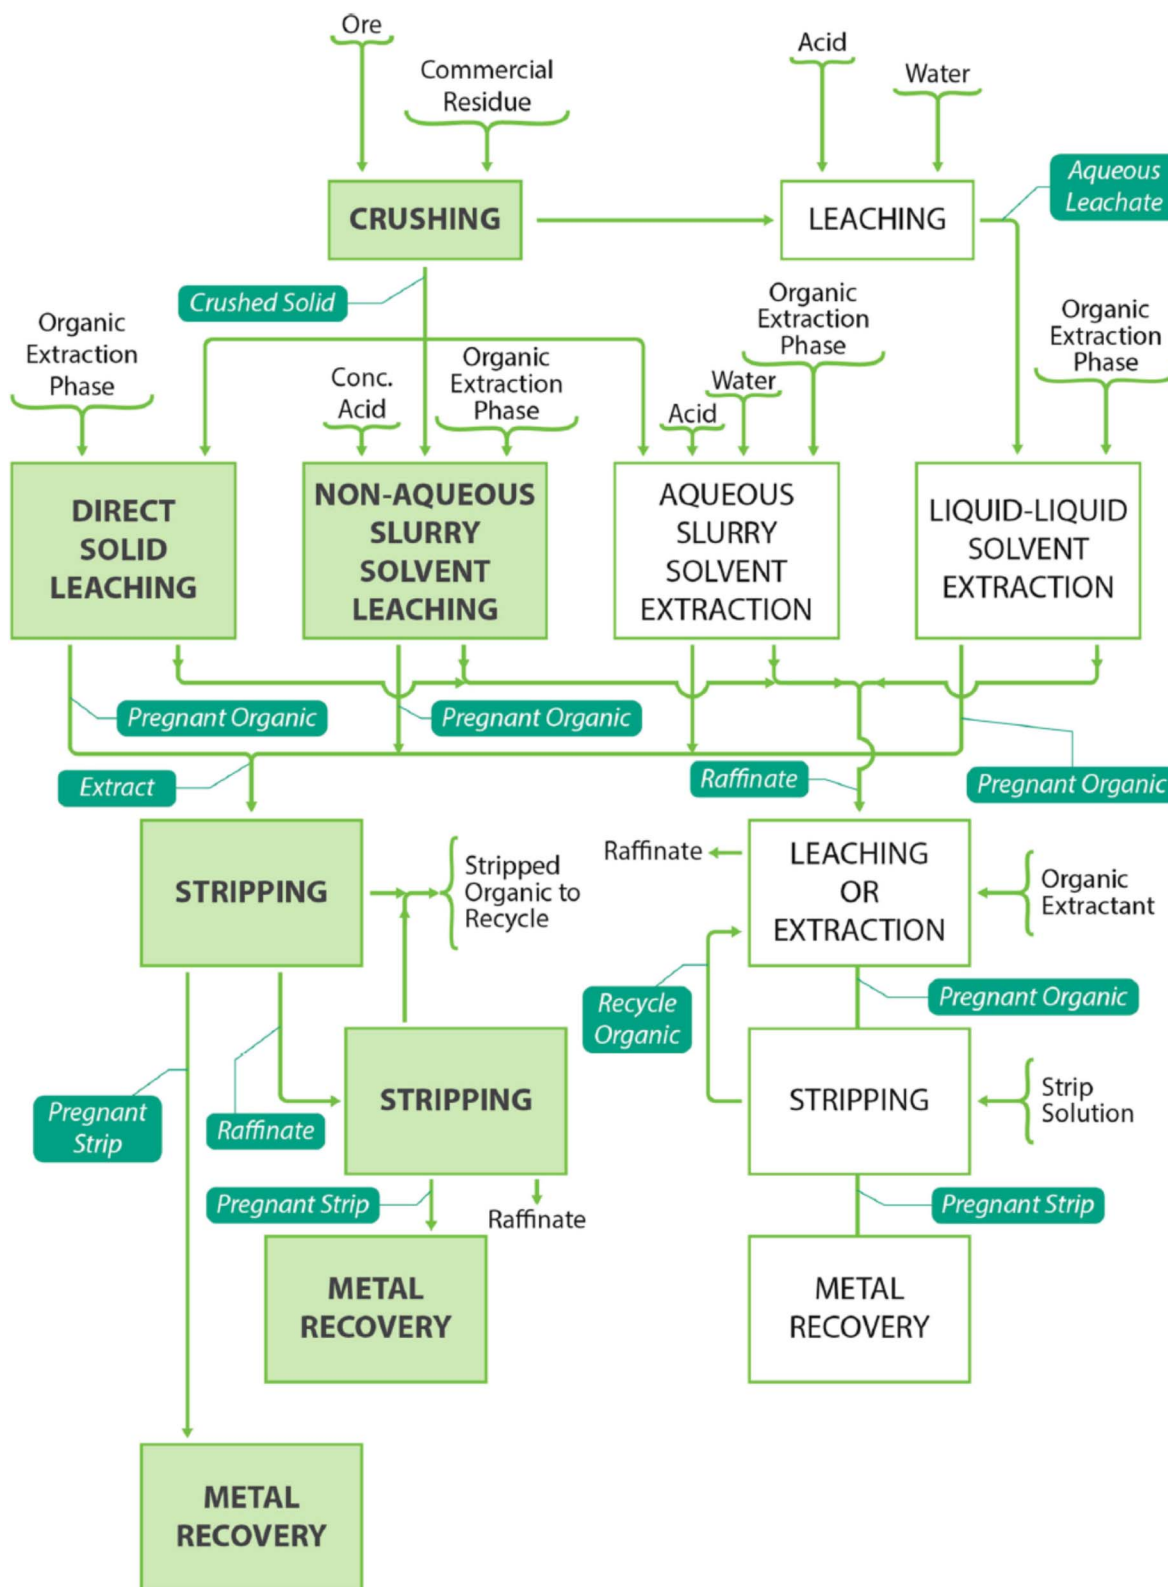 Ore
Commercial
Residue
Acid
Water
CRUSHING
LEACHING
Aqueous
Leachate
Crushed Solid
Organic
Extraction
Phase
Conc.
Acid
Organic
Extraction
Phase
Acid
Water
Organic
Extraction
Phase
Organic
Extraction
Phase
DIRECT
SOLID
LEACHING
NON-AQUEOUS
SLURRY
SOLVENT
LEACHING
AQUEOUS
SLURRY
SOLVENT
EXTRACTION
LIQUID-LIQUID
SOLVENT
EXTRACTION
Pregnant Organic
Pregnant Organic
Extract
Raffinate
Pregnant Organic
STRIPPING
Stripped
Organic to
Recycle
Raffinate
LEACHING
OR
EXTRACTION
Organic
Extractant
Recycle
Organic
Pregnant Organic
Pregnant
Strip
Raffinate
STRIPPING
STRIPPING
Strip
Solution
Pregnant Strip
Raffinate
Pregnant Strip
METAL
RECOVERY
METAL
RECOVERY
METAL
RECOVERY